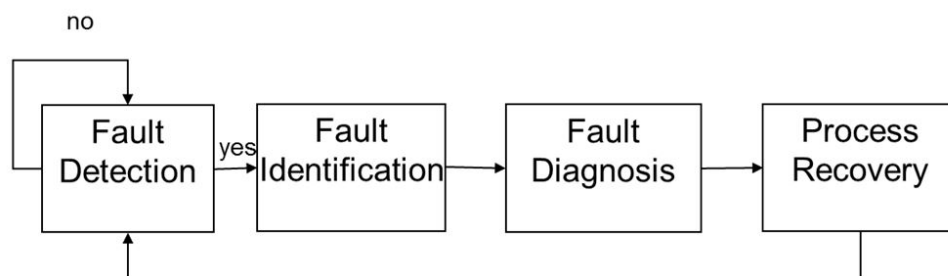 no
Fault
Detection
yes
Fault
Identification
Fault
Diagnosis
Process
Recovery